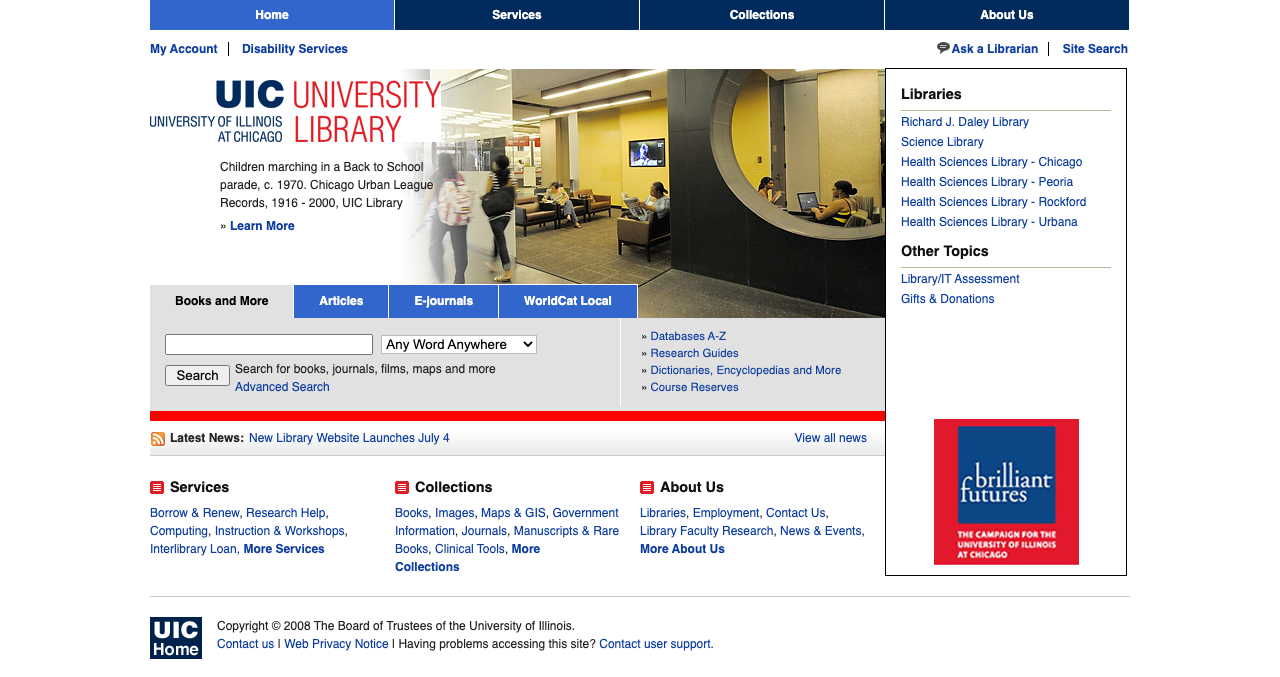 Home Services Collections About Us
My Account Disability Services Ask a Librarian Site Search
UIC UNIVERSITY
UNIVERSITY OF ILLINOIS
AT CHICAGO
LIBRARY
Children marching in a Back to School
parade, c. 1970. Chicago Urban League
Records, 1916 - 2000, UIC Library
» Learn More
Libraries
Richard J. Daley Library
Science Library
Health Sciences Library - Chicago
Health Sciences Library - Peoria
Health Sciences Library - Rockford
Health Sciences Library - Urbana
Other Topics
Library/IT Assessment
Gifts & Donations
Books and More Articles E-journals WorldCat Local
Any Word Anywhere
Search
Search for books, journals, films, maps and more
Advanced Search
» Databases A-Z
» Research Guides
» Dictionaries, Encyclopedias and More
» Course Reserves
Latest News: New Library Website Launches July 4 View all news
Services
Borrow & Renew, Research Help,
Computing, Instruction & Workshops,
Interlibrary Loan, More Services
Collections
Books, Images, Maps & GIS, Government
Information, Journals, Manuscripts & Rare
Books, Clinical Tools, More
Collections
About Us
Libraries, Employment, Contact Us,
Library Faculty Research, News & Events,
More About Us
brilliant
futures
THE CAMPAIGN FOR THE
UNIVERSITY OF ILLINOIS
AT CHICAGO
UIC
Home
Copyright © 2008 The Board of Trustees of the University of Illinois.
Contact us | Web Privacy Notice | Having problems accessing this site? Contact user support.